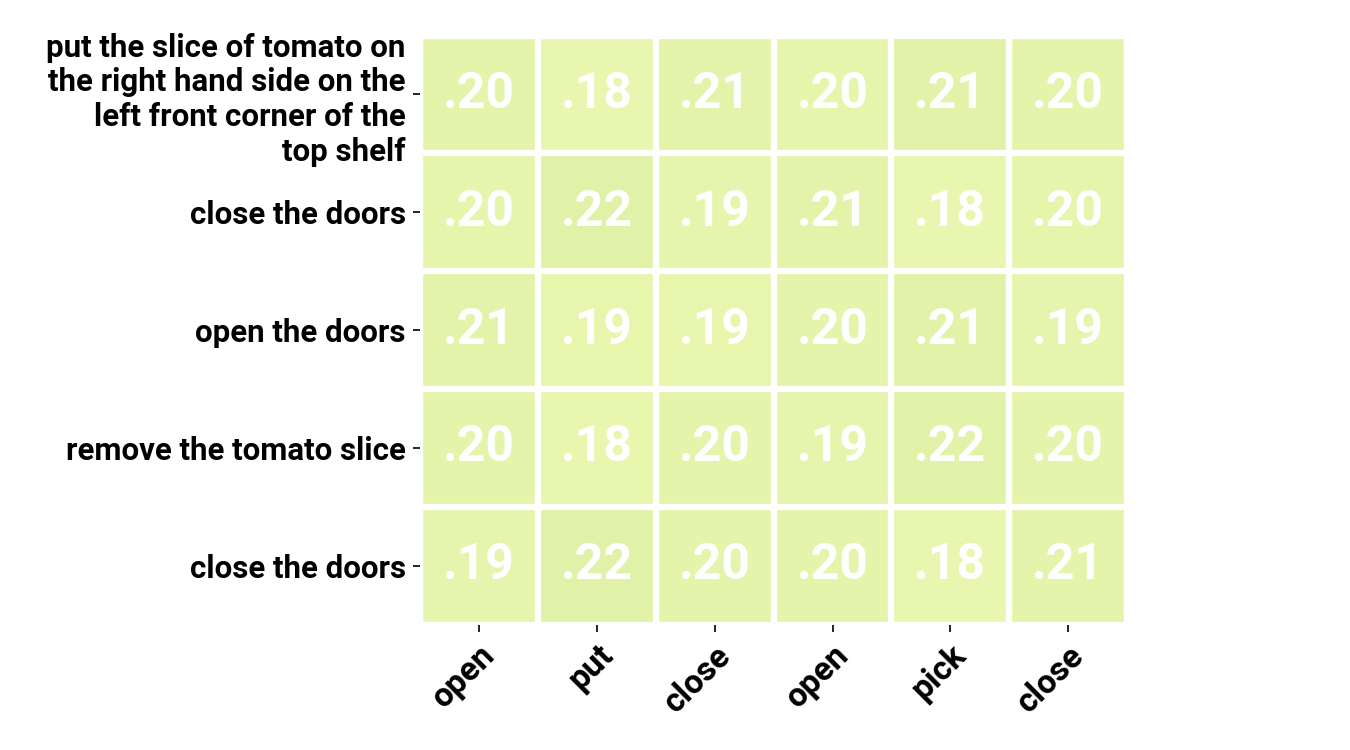 put the slice of tomato on
the right hand side on the
left front corner of the
top shelf
.20 .18 .21 .20 .21 .20
close the doors .20 .22 .19 .21 .18 .20
open the doors .21 .19 .19 .20 .21 .19
remove the tomato slice .20 .18 .20 .19 .22 .20
close the doors .19 .22 .20 .20 .18 .21
open put close open pick close